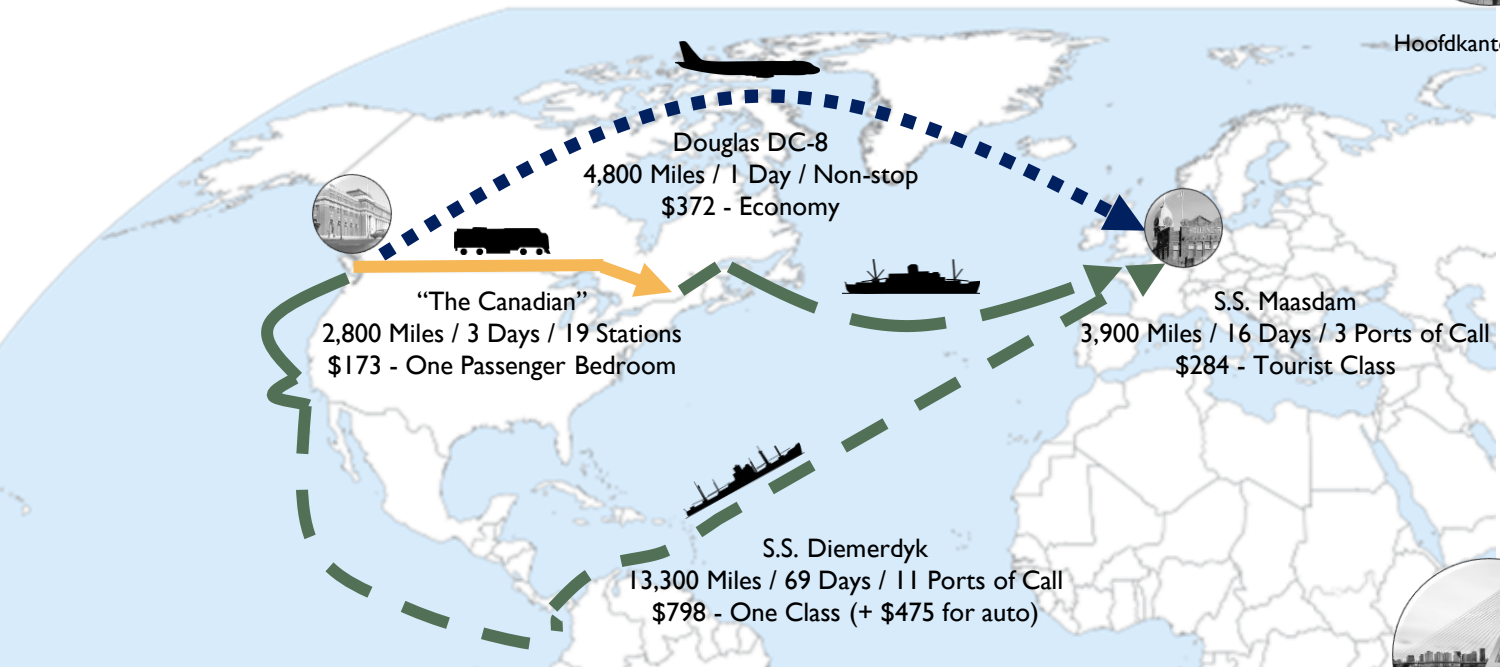 Hoofdkant
Douglas DC-8
4,800 Miles / 1 Day / Non-stop
$372 - Economy
“The Canadian”
2,800 Miles / 3 Days / 19 Stations
$173 - One Passenger Bedroom
S.S. Maasdam
3,900 Miles / 16 Days / 3 Ports of Call
$284 - Tourist Class
S.S. Diemerdyk
13,300 Miles / 69 Days / 11 Ports of Call
$798 - One Class (+ $475 for auto)